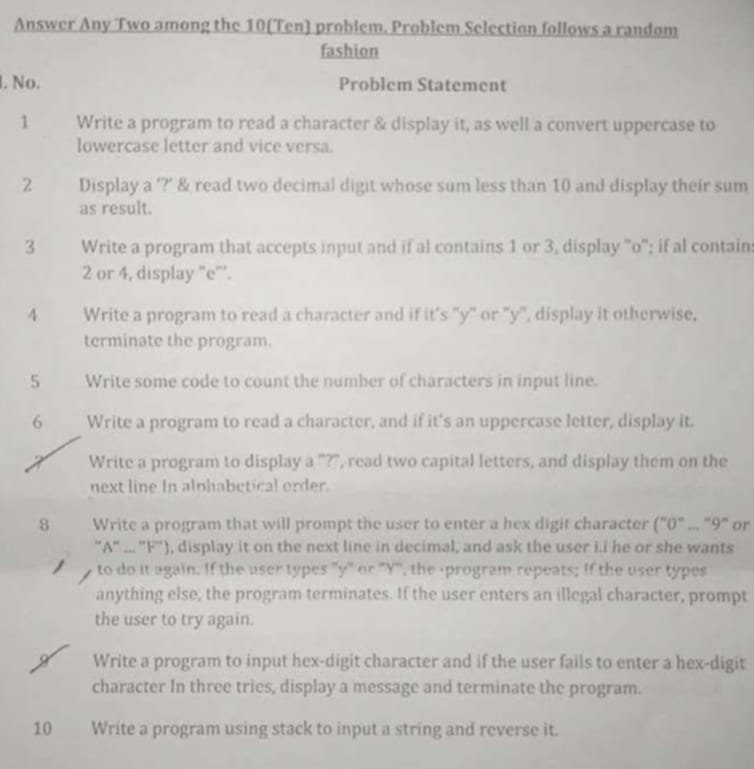 Answer Any Two among the 10(Ten) problem. Problem Selection follows a random
fashion
l. No. Problem Statement
1 Write a program to read a character & display it, as well a convert uppercase to
lowercase letter and vice versa.
2 Display a '?' & read two decimal digit whose sum less than 10 and display their sum
as result.
3 Write a program that accepts input and if al contains 1 or 3, display "o"; if al contains
2 or 4, display "e"'.
4 Write a program to read a character and if it's "y" or "y", display it otherwise,
terminate the program.
5 Write some code to count the number of characters in input line.
6 Write a program to read a character, and if it's an uppercase letter, display it.
7 Write a program to display a "?", read two capital letters, and display them on the
next line In alphabetical order.
8 Write a program that will prompt the user to enter a hex digit character ("0" ... "9" or
"A" ... "F"), display it on the next line in decimal, and ask the user i.i he or she wants
to do it again. If the user types "y" or "Y", the -program repeats; If the user types
anything else, the program terminates. If the user enters an illegal character, prompt
the user to try again.
9 Write a program to input hex-digit character and if the user fails to enter a hex-digit
character In three tries, display a message and terminate the program.
10 Write a program using stack to input a string and reverse it.